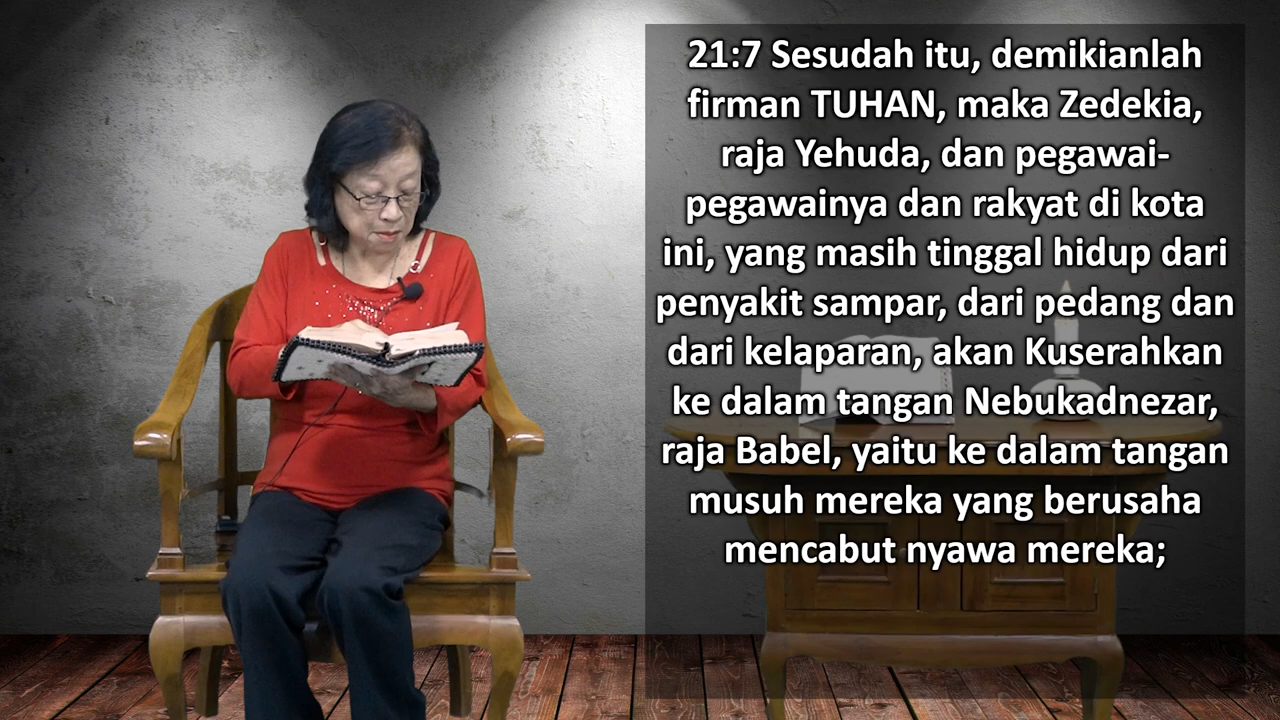 21:7 Sesudah itu, demikianlah
firman TUHAN, maka Zedekia,
raja Yehuda, dan pegawai-
pegawainya dan rakyat di kota
ini, yang masih tinggal hidup dari
penyakit sampar, dari pedang dan
dari kelaparan, akan Kuserahkan
ke dalam tangan Nebukadnezar,
raja Babel, yaitu ke dalam tangan
musuh mereka yang berusaha
mencabut nyawa mereka;